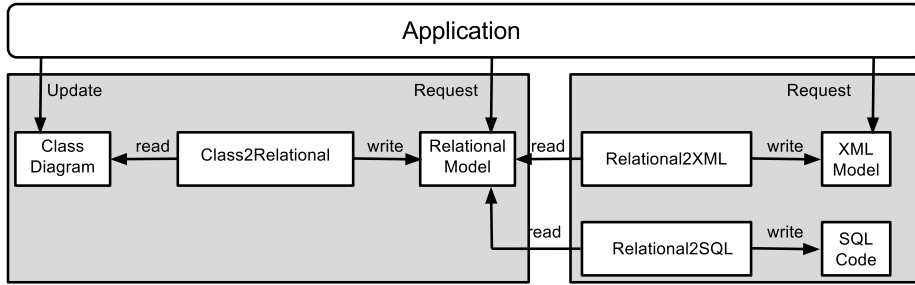 Application
Update
Request
Request
Class
Diagram
read
Class2Relational
write
Relational
Model
read
Relational2XML
write
XML
Model
read
Relational2SQL
write
SQL
Code